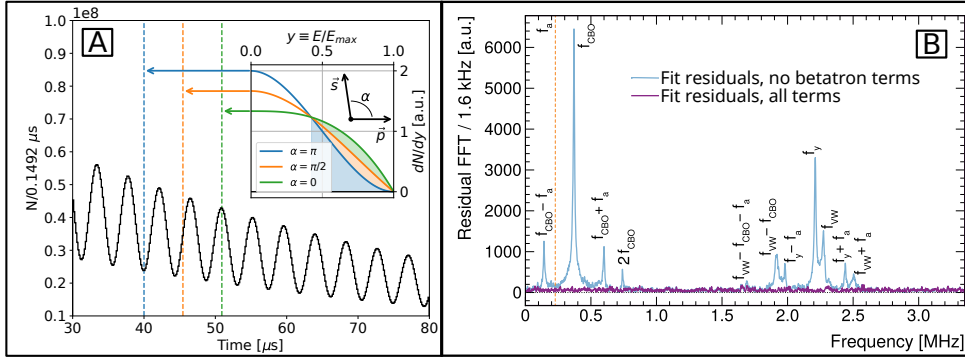 1.0 1e8
A
y ≡ E/E_max
0.0 0.5 1.0
0.9
0.8
0.7
0.6
0.5
0.4
0.3
0.2
0.1
N/0.1492 μs
s⃗
α
p⃗
2
1
0
dN/dy [a.u.]
α = π
α = π/2
α = 0
30 40 50 60 70 80
Time [μs]
B
Residual FFT / 1.6 kHz [a.u.]
6000
5000
4000
3000
2000
1000
0
f_a
f_CBO
Fit residuals, no betatron terms
Fit residuals, all terms
f_CBO − f_a
f_CBO + f_a
2f_CBO
f_VW − f_CBO − f_a
f_VW − f_CBO
f_y − f_a
f_y
f_VW
f_y + f_a
f_VW + f_a
0 0.5 1.0 1.5 2.0 2.5 3.0
Frequency [MHz]